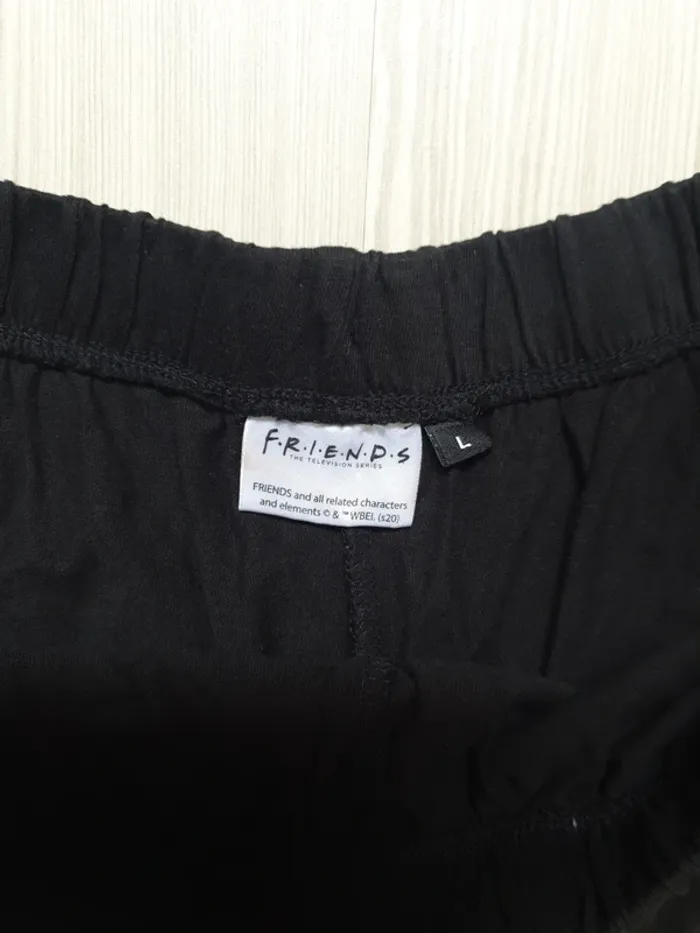 F·R·I·E·N·D·S
THE TELEVISION SERIES
FRIENDS and all related characters
and elements © & ™ WBEI. (s20)
L